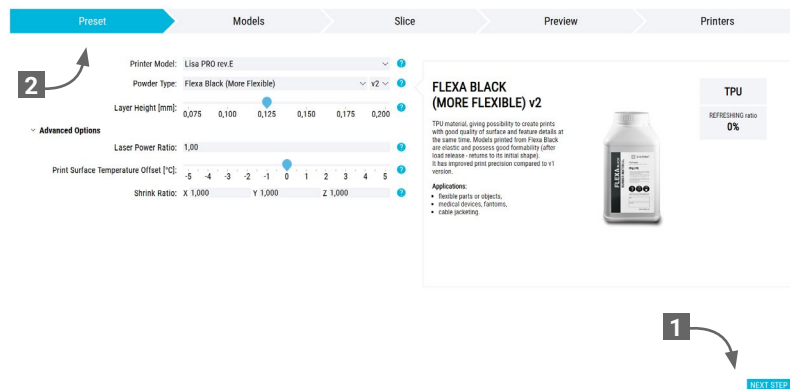 Preset
Models
Slice
Preview
Printers
2
Printer Model: Lisa PRO rev.E
Powder Type: Flexa Black (More Flexible) v2
Layer Height [mm]:
0,075 0,100 0,125 0,150 0,175 0,200
Advanced Options
Laser Power Ratio: 1,00
Print Surface Temperature Offset [°C]:
-5 -4 -3 -2 -1 0 1 2 3 4 5
Shrink Ratio: X 1,000 Y 1,000 Z 1,000
FLEXA BLACK
(MORE FLEXIBLE) v2
TPU material, giving possibility to create prints
with good quality of surface and feature details at
the same time. Models printed from Flexa Black
are elastic and possess good formability (after
load release - returns to its initial shape).
It has improved print precision compared to v1
version.
Applications:
flexible parts or objects,
medical devices, fantoms,
cable jacketing.
FLEXA
TPU
REFRESHING ratio
0%
1
NEXT STEP